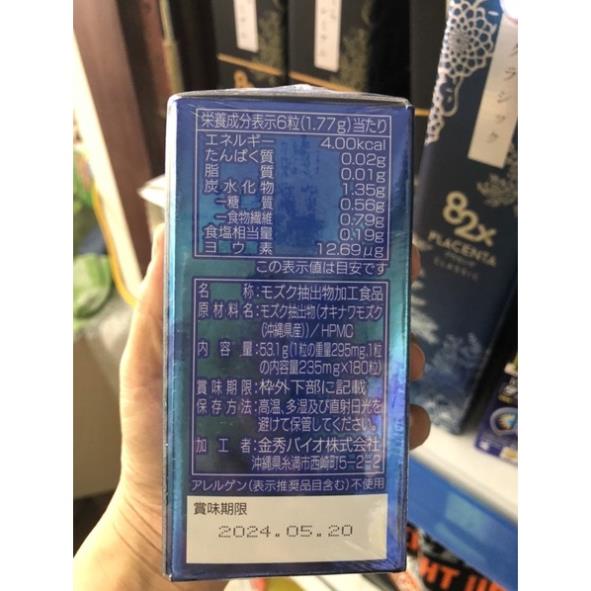 栄養成分表示6粒(1.77g)当たり
エネルギー 4.00kcal
たんぱく質 0.02g
脂質 0.01g
炭水化物 1.35g
ー糖質 0.56g
ー食物繊維 0.79g
食塩相当量 0.19g
ヨウ素 12.69μg
この表示値は目安です
名称:モズク抽出物加工食品
原材料名:モズク抽出物(オキナワモズク
(沖縄県産))/HPMC
内容量:53.1g(1粒の重量295mg,1粒
の内容量235mg×180粒)
賞味期限:枠外下部に記載
保存方法:高温、多湿及び直射日光を
避けて保管してください。
加工者:金秀バイオ株式会社
沖縄県糸満市西崎町5-2-2
アレルゲン(表示推奨品目含む)不使用
賞味期限
2024.05.20
クラシック
82x
PLACENTA
CLASSIC
82x